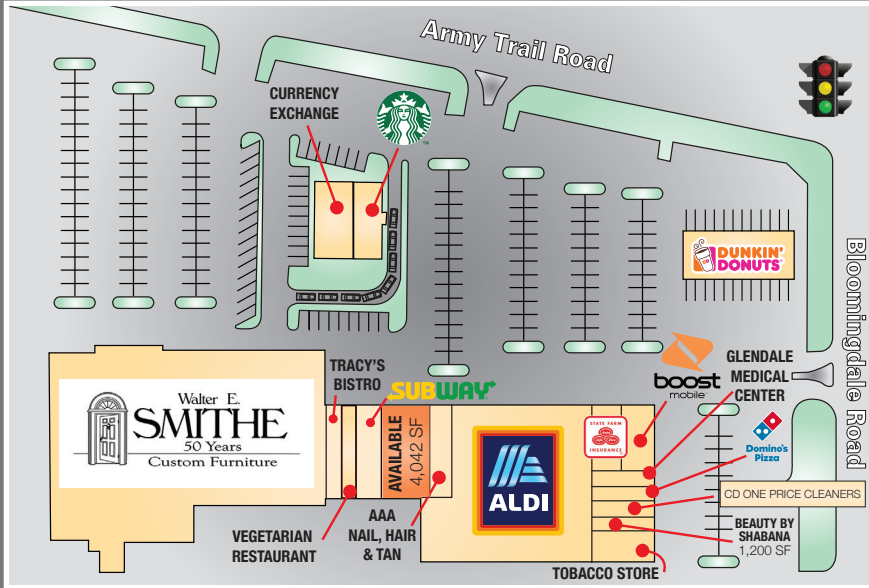 Army Trail Road
CURRENCY
EXCHANGE
DUNKIN'
DONUTS
Bloomingdale Road
TRACY'S
BISTRO
SUBWAY
boost
mobile
GLENDALE
MEDICAL
CENTER
Walter E.
SMITHE
50 Years
Custom Furniture
AVAILABLE
4,042 SF
STATE FARM
INSURANCE
ALDI
Domino's
Pizza
CD ONE PRICE CLEANERS
VEGETARIAN
RESTAURANT
AAA
NAIL, HAIR
& TAN
BEAUTY BY
SHABANA
1,200 SF
TOBACCO STORE